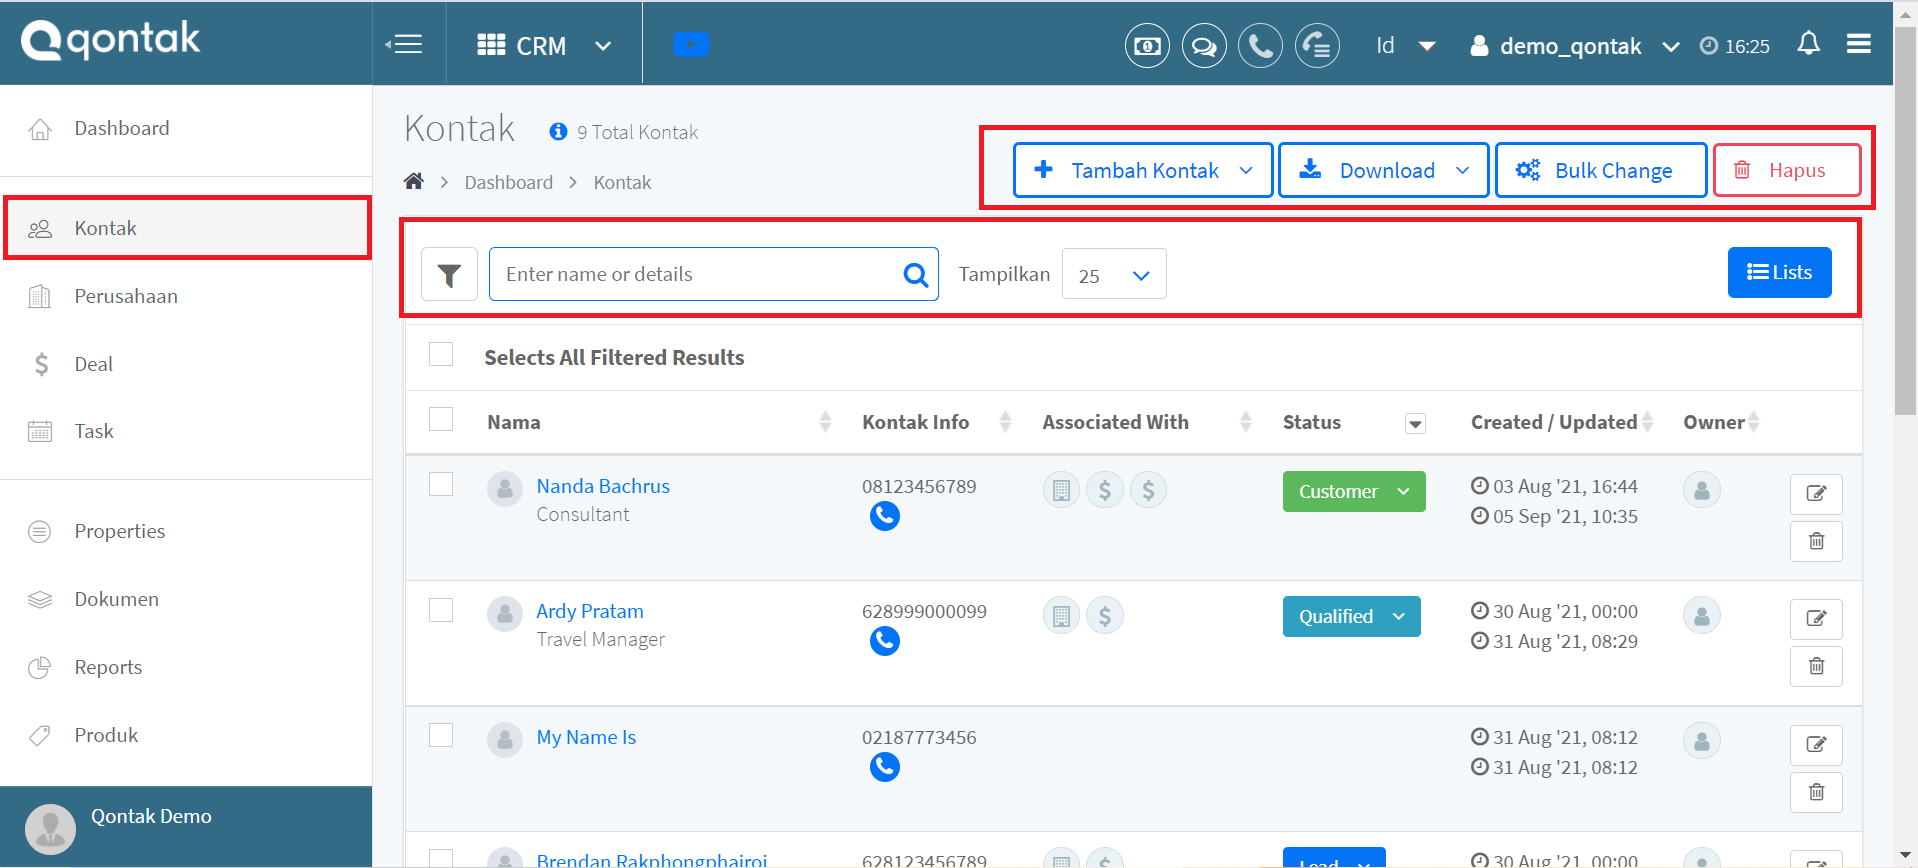 qontak
CRM
Id
demo_qontak
16:25
Dashboard
Kontak
Perusahaan
Deal
Task
Properties
Dokumen
Reports
Produk
Qontak Demo
Kontak
9 Total Kontak
Dashboard
Kontak
Tambah Kontak
Download
Bulk Change
Hapus
Enter name or details
Tampilkan
25
Lists
Selects All Filtered Results
Nama Kontak Info Associated With Status Created / Updated Owner
Nanda Bachrus 08123456789 Customer 03 Aug '21, 16:44
Consultant 05 Sep '21, 10:35
Ardy Pratam 628999000099 Qualified 30 Aug '21, 00:00
Travel Manager 31 Aug '21, 08:29
My Name Is 02187773456 31 Aug '21, 08:12
31 Aug '21, 08:12
Brendan Rakphongphairoj 628123456789 Lead 30 Aug '21, 00:00